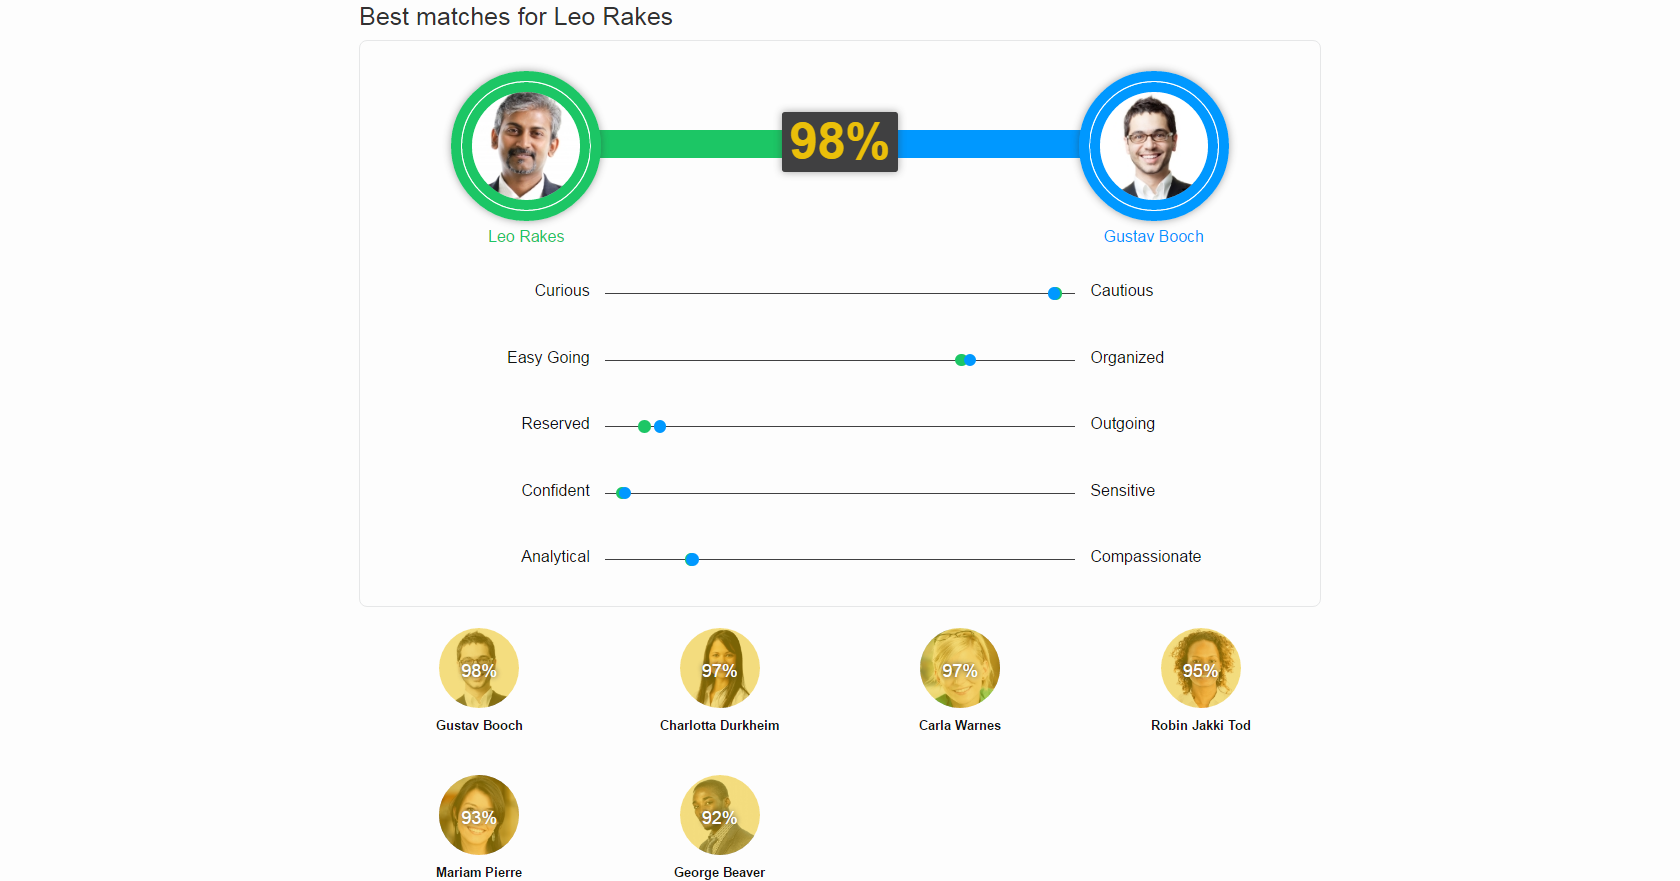 Best matches for Leo Rakes
98%
Leo Rakes
Gustav Booch
Curious
Cautious
Easy Going
Organized
Reserved
Outgoing
Confident
Sensitive
Analytical
Compassionate
98%
97%
97%
95%
Gustav Booch
Charlotta Durkheim
Carla Warnes
Robin Jakki Tod
93%
92%
Mariam Pierre
George Beaver